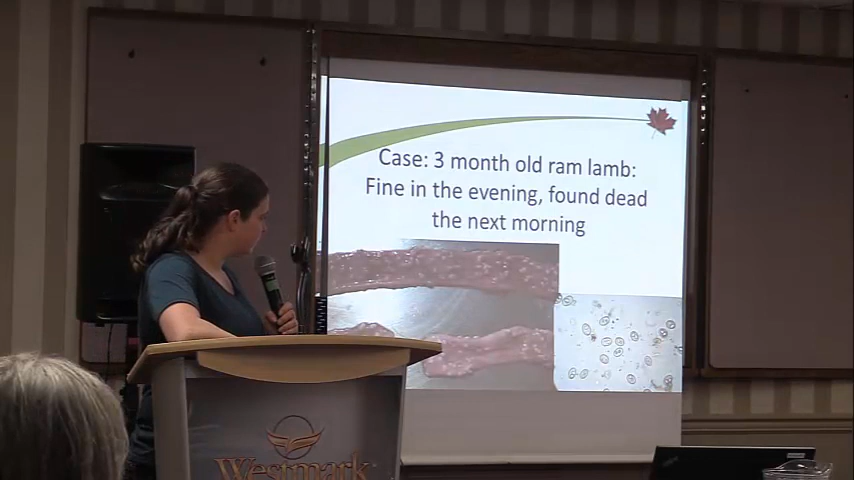 Case: 3 month old ram lamb:
Fine in the evening, found dead
the next morning:
Westmark